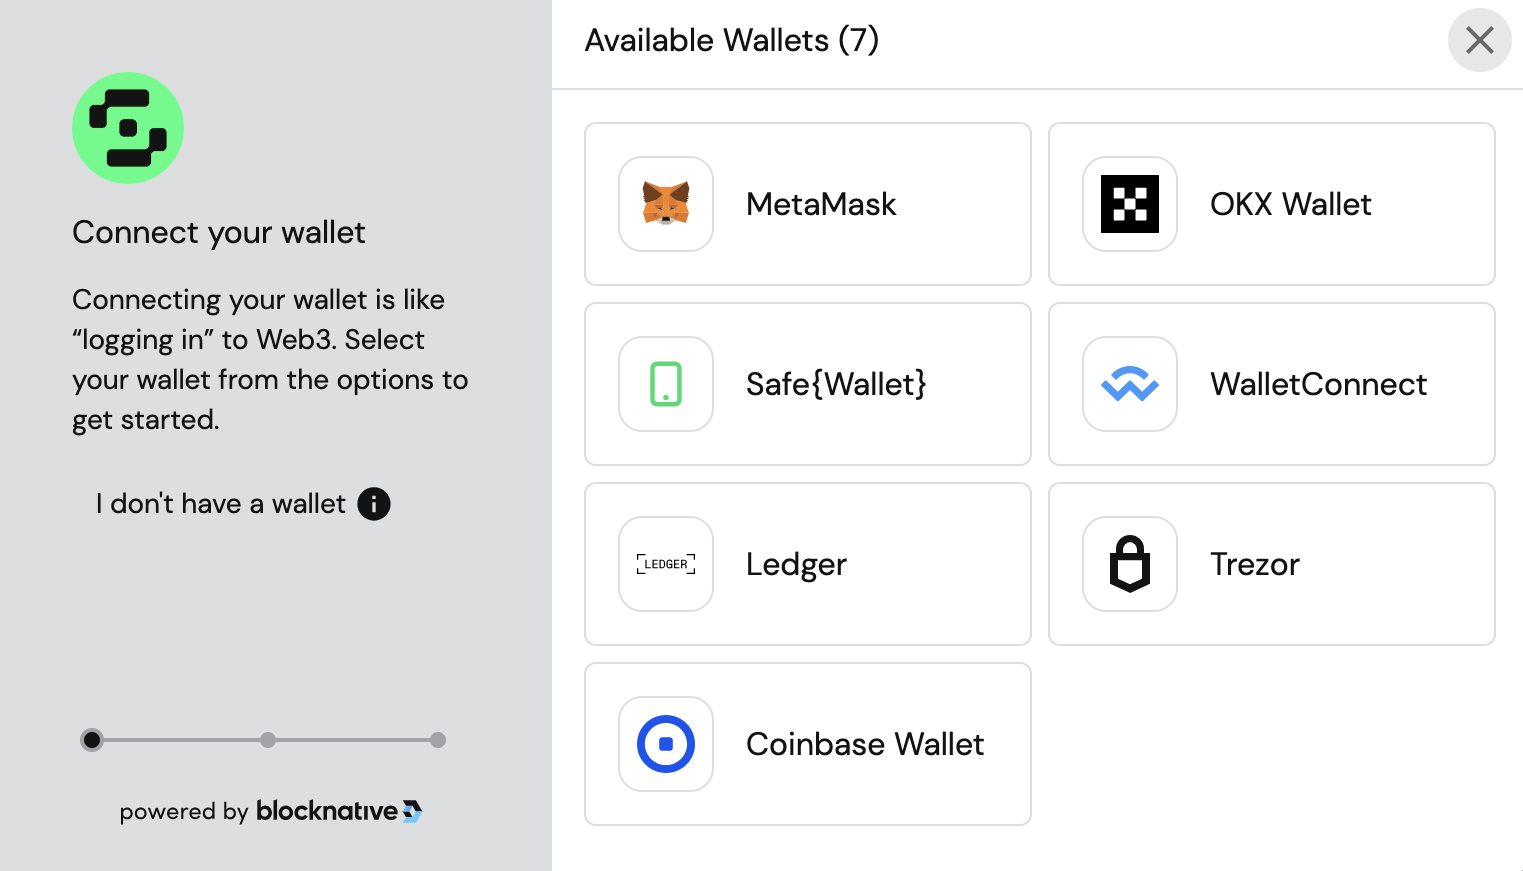 Connect your wallet
Connecting your wallet is like
“logging in” to Web3. Select
your wallet from the options to
get started.
I don't have a wallet
powered by blocknative
Available Wallets (7)
MetaMask
OKX Wallet
Safe{Wallet}
WalletConnect
LEDGER
Ledger
Trezor
Coinbase Wallet